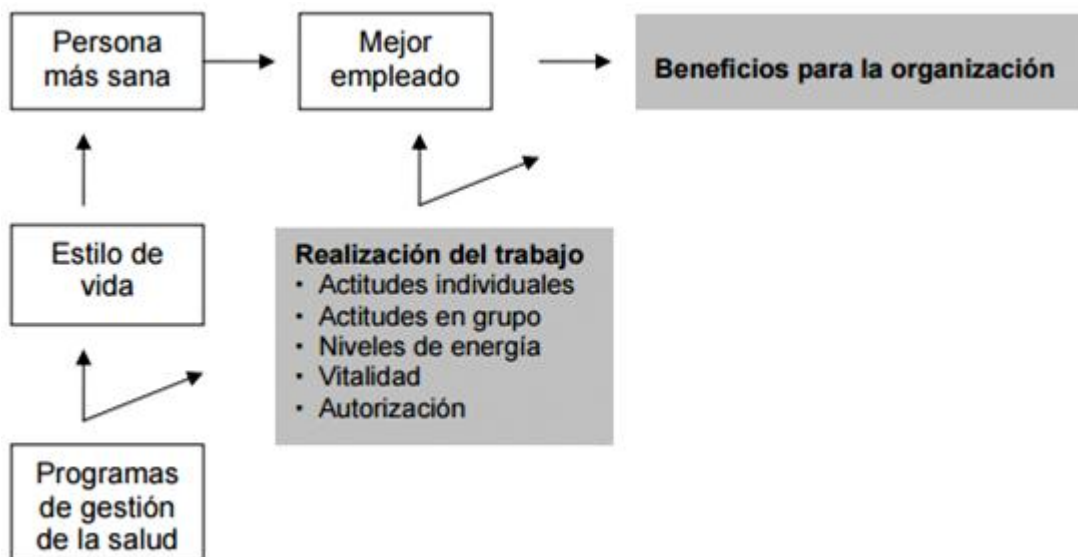 Persona
más sana
Mejor
empleado
Beneficios para la organización
Estilo de
vida
Realización del trabajo
· Actitudes individuales
· Actitudes en grupo
· Niveles de energía
· Vitalidad
· Autorización
Programas
de gestión
de la salud